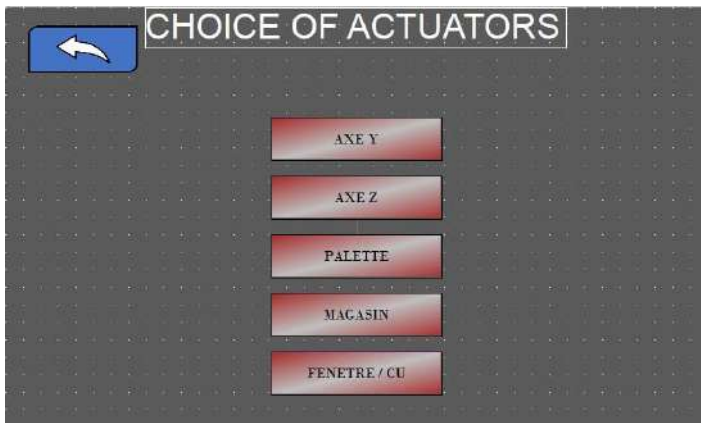 CHOICE OF ACTUATORS
AXE Y
AXE Z
PALETTE
MAGASIN
FENETRE / CU